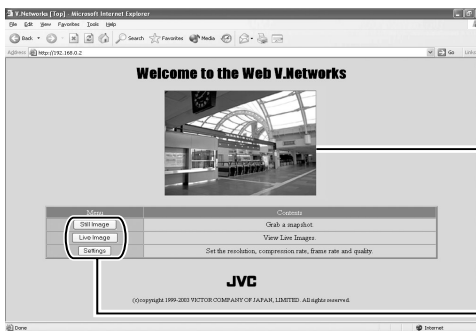 V.Networks [Top] - Microsoft Internet Explorer
File Edit View Favorites Tools Help
Back Search Favorites Media
Address http://192.168.0.2 Go Links
Welcome to the Web V.Networks
Menu Contents
Still Image Grab a snapshot.
Live Image View Live Images.
Settings Set the resolution, compression rate, frame rate and quality.
JVC
(c)copyright 1999-2003 VICTOR COMPANY OF JAPAN, LIMITED. All rights reserved.
Done Internet